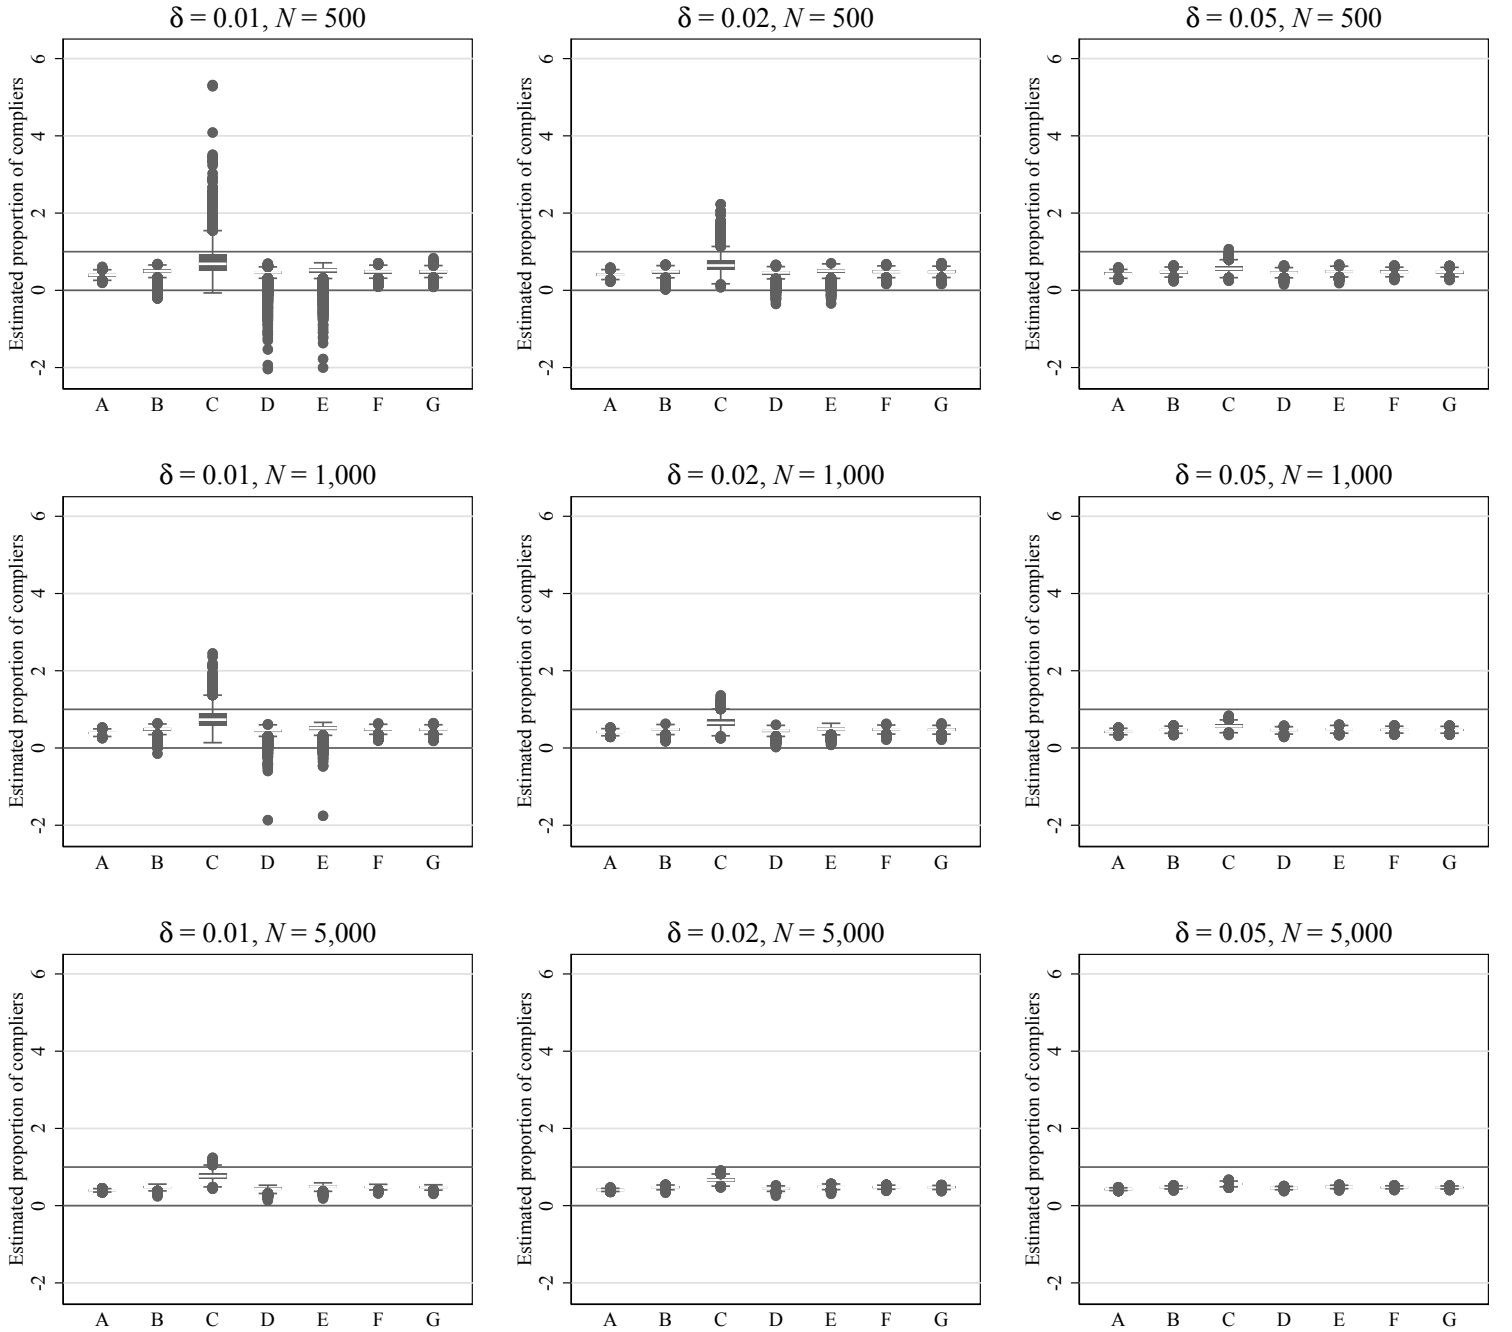 δ = 0.01, N = 500
Estimated proportion of compliers
6
4
2
0
-2
A B C D E F G
δ = 0.02, N = 500
Estimated proportion of compliers
6
4
2
0
-2
A B C D E F G
δ = 0.05, N = 500
Estimated proportion of compliers
6
4
2
0
-2
A B C D E F G
δ = 0.01, N = 1,000
Estimated proportion of compliers
6
4
2
0
-2
A B C D E F G
δ = 0.02, N = 1,000
Estimated proportion of compliers
6
4
2
0
-2
A B C D E F G
δ = 0.05, N = 1,000
Estimated proportion of compliers
6
4
2
0
-2
A B C D E F G
δ = 0.01, N = 5,000
Estimated proportion of compliers
6
4
2
0
-2
A B C D E F G
δ = 0.02, N = 5,000
Estimated proportion of compliers
6
4
2
0
-2
A B C D E F G
δ = 0.05, N = 5,000
Estimated proportion of compliers
6
4
2
0
-2
A B C D E F G